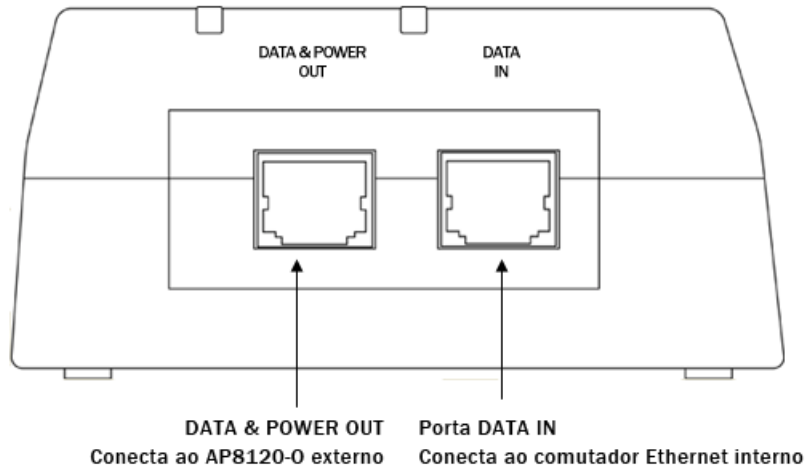 DATA & POWER
OUT
DATA
IN
DATA & POWER OUT
Conecta ao AP8120-O externo
Porta DATA IN
Conecta ao comutador Ethernet interno